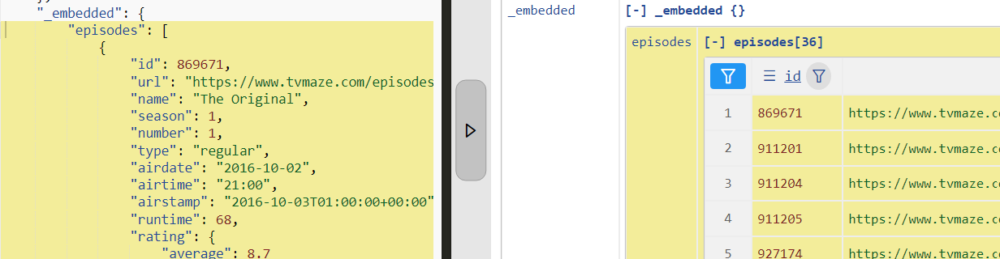 "_embedded": {
"episodes": [
{
"id": 869671,
"url": "https://www.tvmaze.com/episodes
"name": "The Original",
"season": 1,
"number": 1,
"type": "regular",
"airdate": "2016-10-02",
"airtime": "21:00",
"airstamp": "2016-10-03T01:00:00+00:00"
"runtime": 68,
"rating": {
"average": 8.7
_embedded [-] _embedded {}
episodes [-] episodes[36]
id
1 869671 https://www.tvmaze.c
2 911201 https://www.tvmaze.c
3 911204 https://www.tvmaze.c
4 911205 https://www.tvmaze.c
5 927174 https://www.tvmaze.c